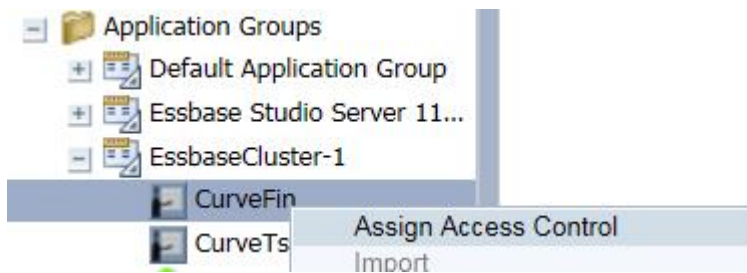 Application Groups
Default Application Group
Essbase Studio Server 11...
EssbaseCluster-1
CurveFin
Assign Access Control
CurveTs
Import